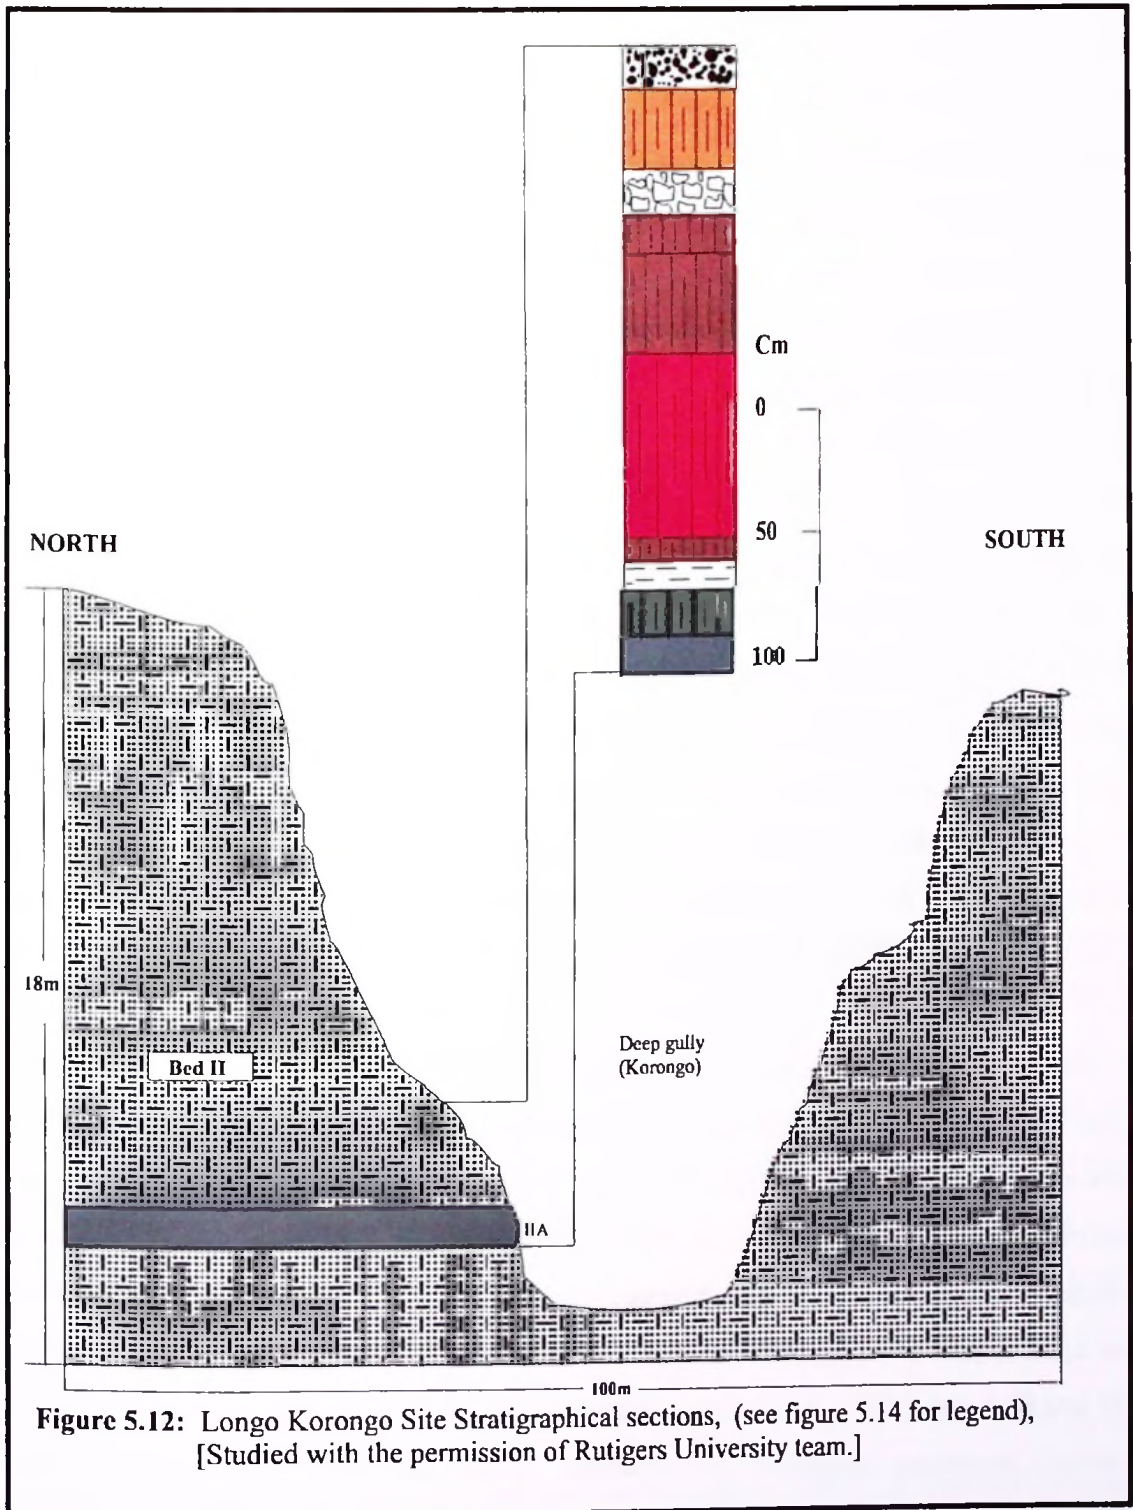 Cm
0
50
100
NORTH
SOUTH
18m
Bed II
Deep gully
(Korongo)
IIA
100m
Figure 5.12: Longo Korongo Site Stratigraphical sections, (see figure 5.14 for legend),
[Studied with the permission of Rutigers University team.]